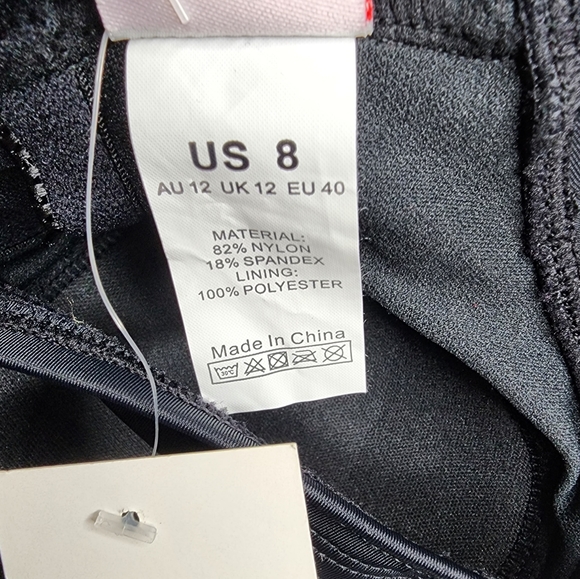 US 8
AU 12 UK 12 EU 40
MATERIAL:
82% NYLON
18% SPANDEX
LINING:
100% POLYESTER
Made In China
30°C